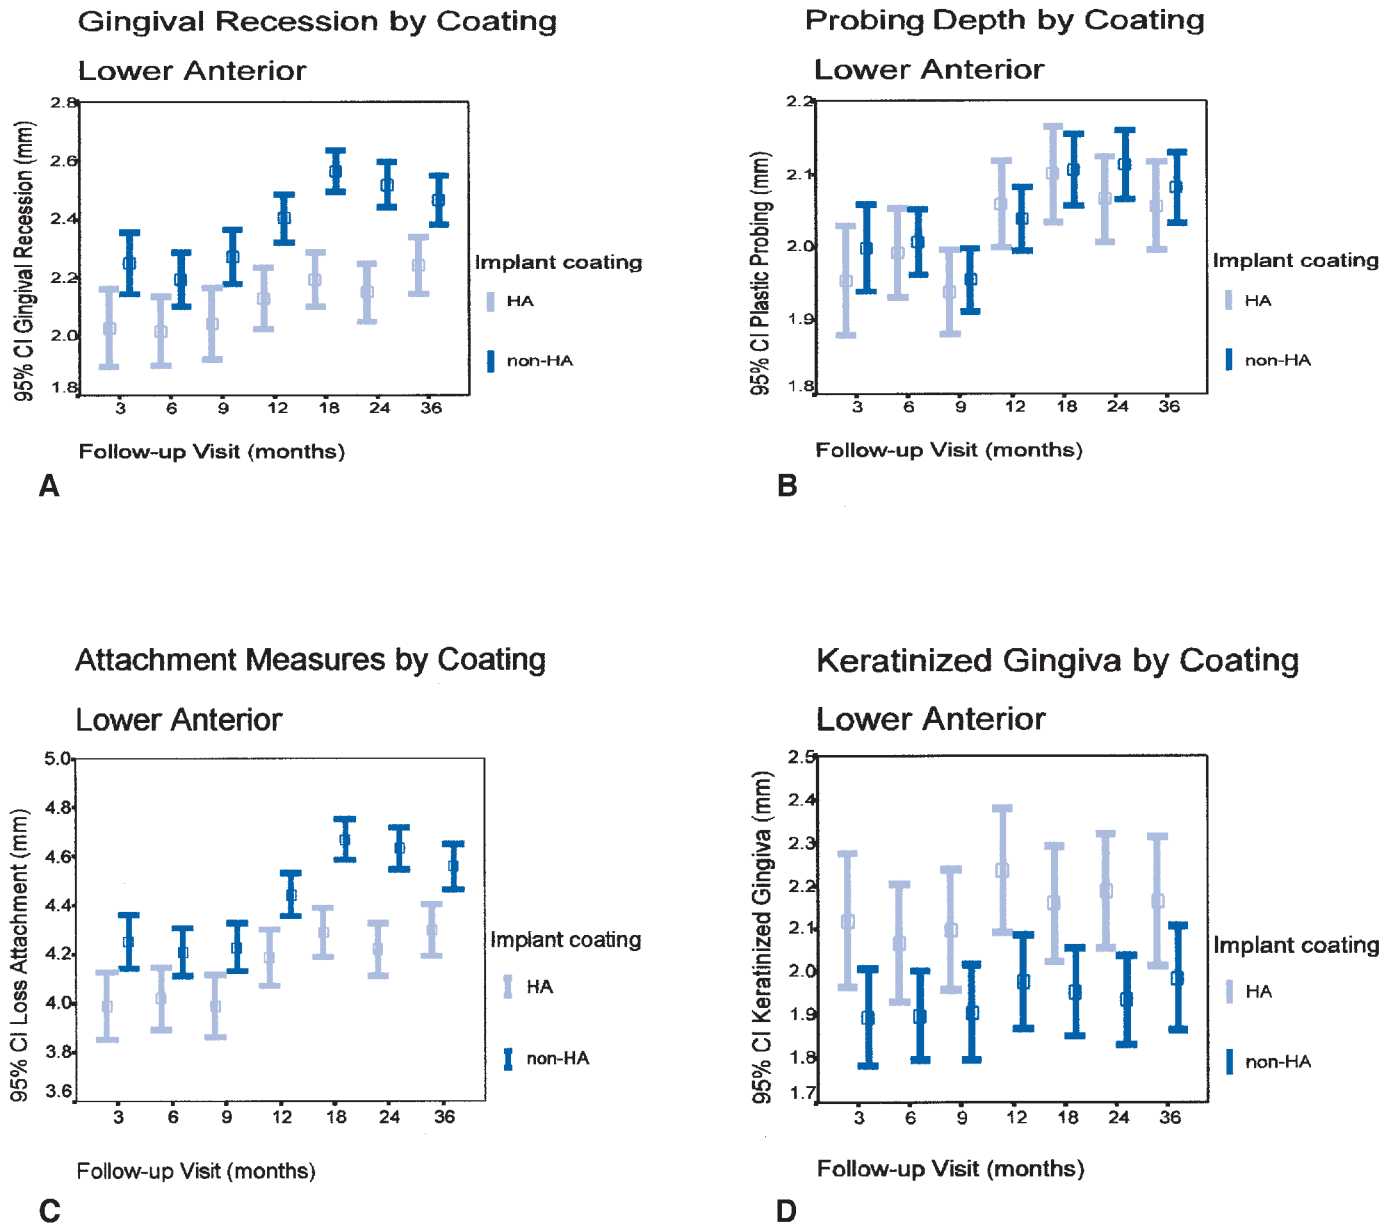 Gingival Recession by Coating
Lower Anterior
95% CI Gingival Recession (mm)
2.8
2.6
2.4
2.2
2.0
1.8
3 6 9 12 18 24 36
Follow-up Visit (months)
Implant coating
HA
non-HA
A
Probing Depth by Coating
Lower Anterior
95% CI Plastic Probing (mm)
2.2
2.1
2.0
1.9
1.8
3 6 9 12 18 24 36
Follow-up Visit (months)
Implant coating
HA
non-HA
B
Attachment Measures by Coating
Lower Anterior
95% CI Loss Attachment (mm)
5.0
4.8
4.6
4.4
4.2
4.0
3.8
3.6
3 6 9 12 18 24 36
Follow-up Visit (months)
Implant coating
HA
non-HA
C
Keratinized Gingiva by Coating
Lower Anterior
95% CI Keratinized Gingiva (mm)
2.5
2.4
2.3
2.2
2.1
2.0
1.9
1.8
1.7
3 6 9 12 18 24 36
Follow-up Visit (months)
Implant coating
HA
non-HA
D